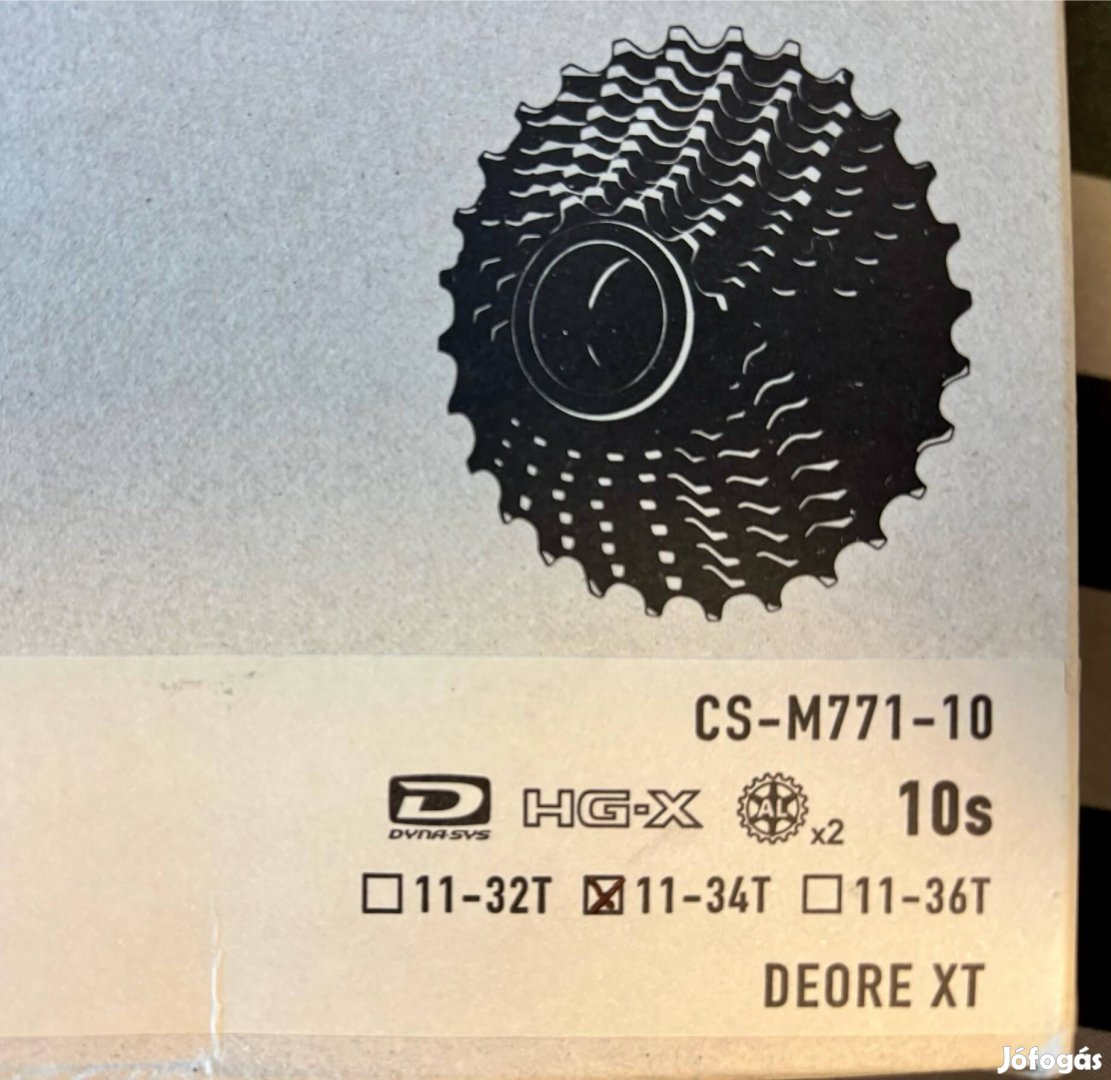 CS-M771-10
D DYNA-SYS HG-X AL x2 10s
☐ 11-32T ☒ 11-34T ☐ 11-36T
DEORE XT
Jófogás